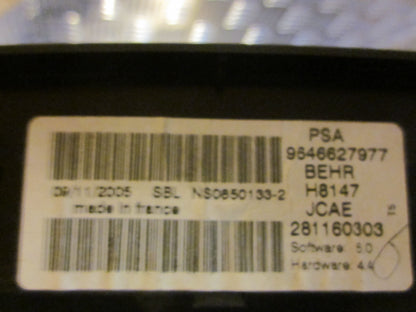 PSA
9646627977
BEHR
09/11/2005 SBL NS0650133-2
H8147
made in france
JCAE
281160303
Software: 5.0
Hardware: 4.4
TS